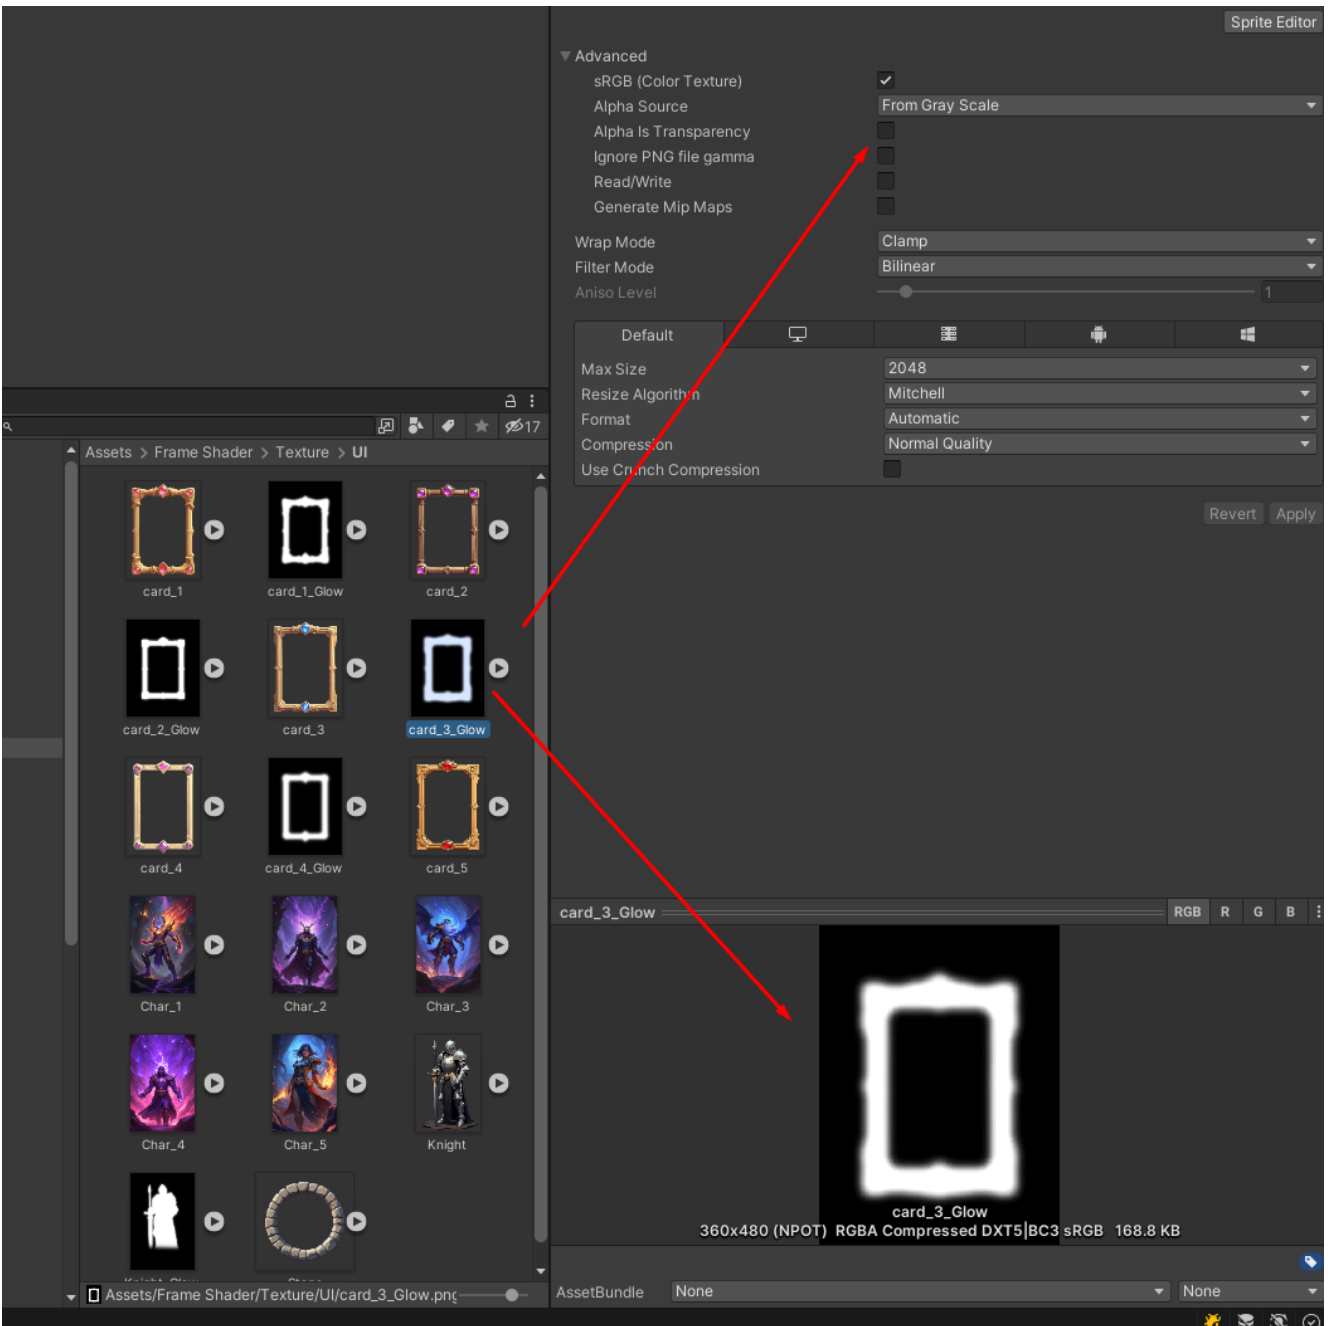 Sprite Editor
Advanced
sRGB (Color Texture)
Alpha Source From Gray Scale
Alpha Is Transparency
Ignore PNG file gamma
Read/Write
Generate Mip Maps
Wrap Mode Clamp
Filter Mode Bilinear
Aniso Level 1
Default
Max Size 2048
Resize Algorithm Mitchell
Format Automatic
Compression Normal Quality
Use Crunch Compression
Revert Apply
17
Assets > Frame Shader > Texture > UI
card_1 card_1_Glow card_2
card_2_Glow card_3 card_3_Glow
card_4 card_4_Glow card_5
Char_1 Char_2 Char_3
Char_4 Char_5 Knight
Assets/Frame Shader/Texture/UI/card_3_Glow.png
card_3_Glow RGB R G B
card_3_Glow
360x480 (NPOT) RGBA Compressed DXT5|BC3 sRGB 168.8 KB
AssetBundle None None